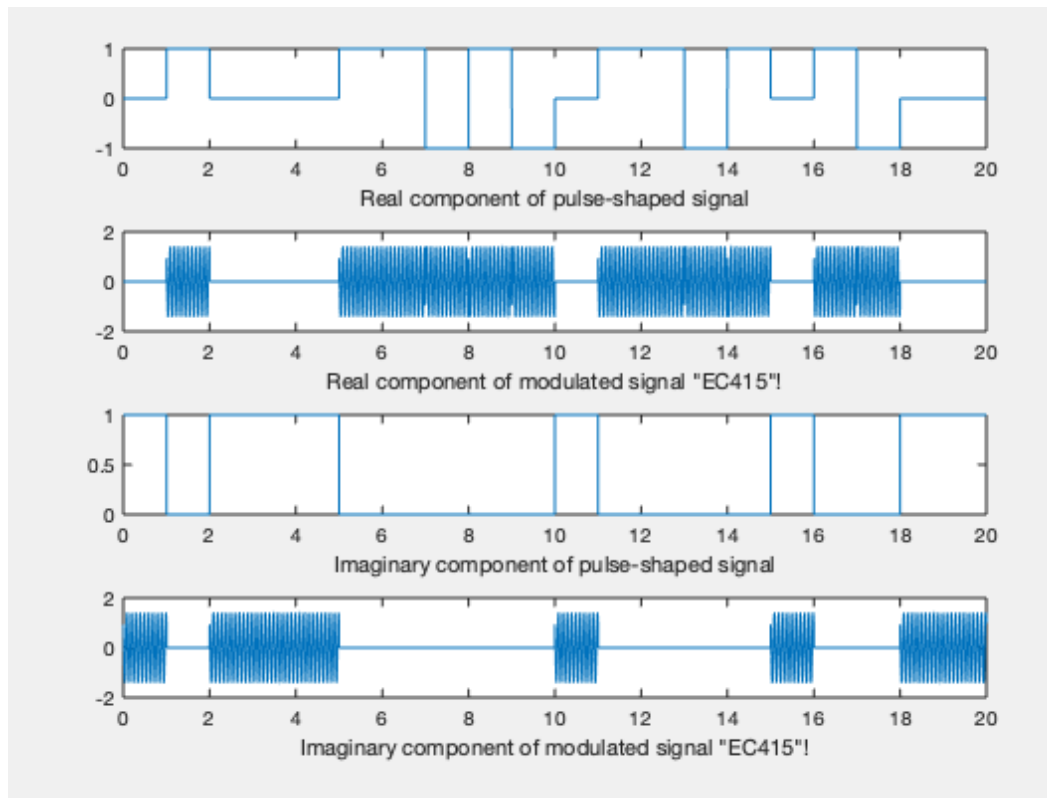 1
0
-1
0 2 4 6 8 10 12 14 16 18 20
Real component of pulse-shaped signal
2
0
-2
0 2 4 6 8 10 12 14 16 18 20
Real component of modulated signal "EC415"!
1
0.5
0
0 2 4 6 8 10 12 14 16 18 20
Imaginary component of pulse-shaped signal
2
0
-2
0 2 4 6 8 10 12 14 16 18 20
Imaginary component of modulated signal "EC415"!